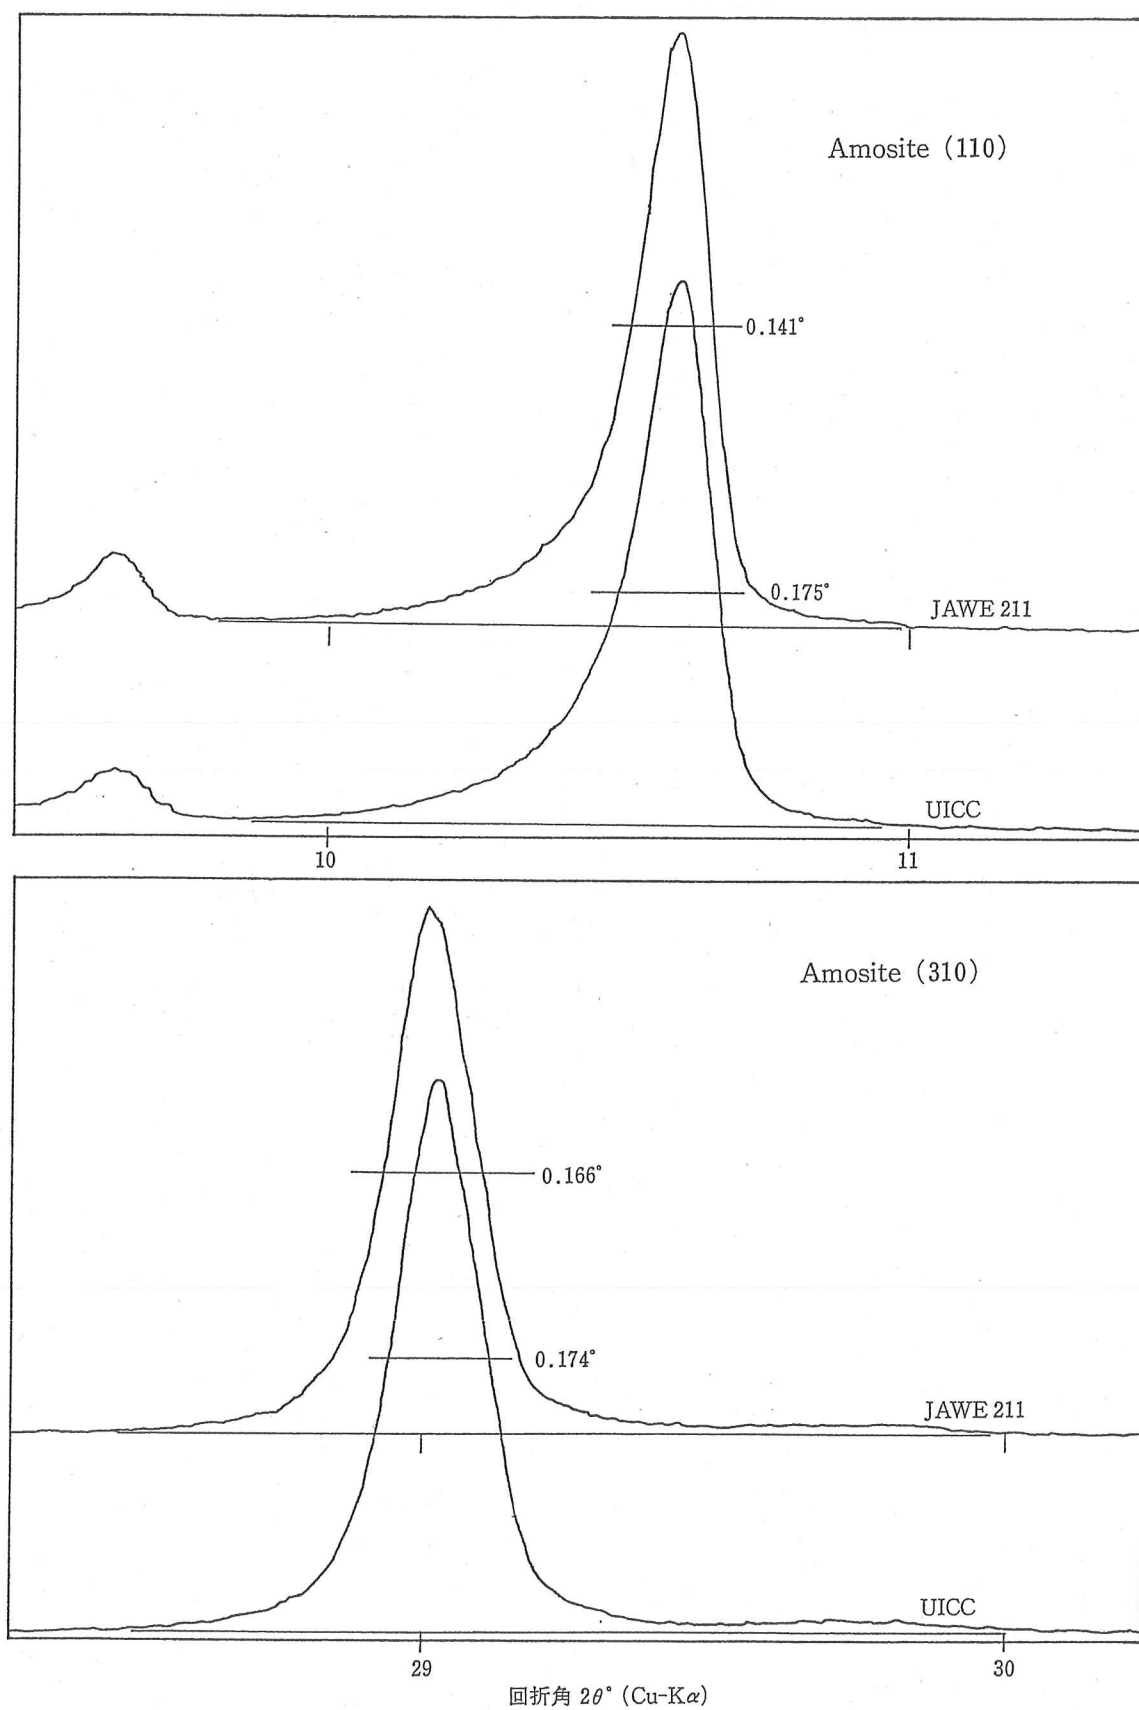 Amosite (110)
0.141°
0.175°
JAWE 211
UICC
10
11
Amosite (310)
0.166°
0.174°
JAWE 211
UICC
29
30
回折角 2θ° (Cu-Kα)